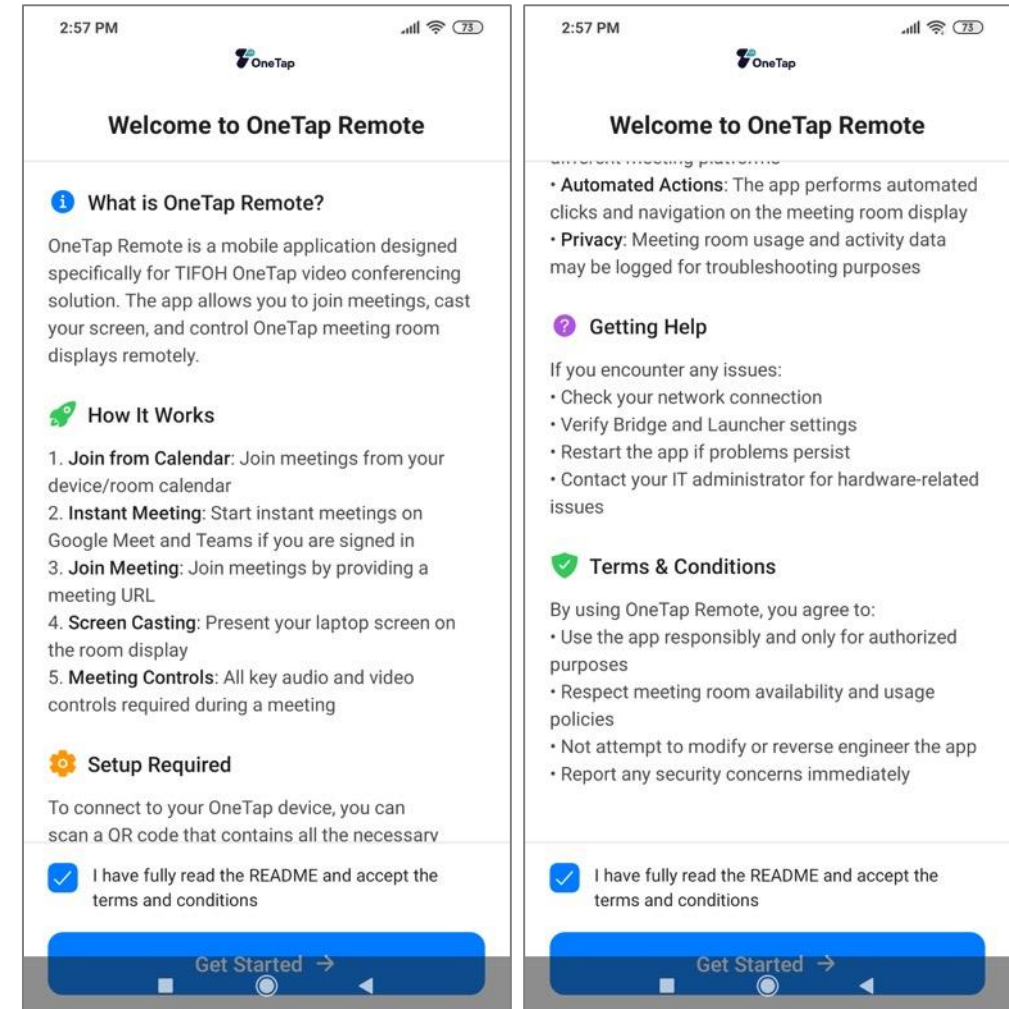 2:57 PM
73
OneTap
Welcome to OneTap Remote
What is OneTap Remote?
OneTap Remote is a mobile application designed
specifically for TIFOH OneTap video conferencing
solution. The app allows you to join meetings, cast
your screen, and control OneTap meeting room
displays remotely.
How It Works
1. Join from Calendar: Join meetings from your
device/room calendar
2. Instant Meeting: Start instant meetings on
Google Meet and Teams if you are signed in
3. Join Meeting: Join meetings by providing a
meeting URL
4. Screen Casting: Present your laptop screen on
the room display
5. Meeting Controls: All key audio and video
controls required during a meeting
Setup Required
To connect to your OneTap device, you can
scan a QR code that contains all the necessary
I have fully read the README and accept the
terms and conditions
Get Started →
2:57 PM
73
OneTap
Welcome to OneTap Remote
different meeting platforms
• Automated Actions: The app performs automated
clicks and navigation on the meeting room display
• Privacy: Meeting room usage and activity data
may be logged for troubleshooting purposes
Getting Help
If you encounter any issues:
• Check your network connection
• Verify Bridge and Launcher settings
• Restart the app if problems persist
• Contact your IT administrator for hardware-related
issues
Terms & Conditions
By using OneTap Remote, you agree to:
• Use the app responsibly and only for authorized
purposes
• Respect meeting room availability and usage
policies
• Not attempt to modify or reverse engineer the app
• Report any security concerns immediately
I have fully read the README and accept the
terms and conditions
Get Started →